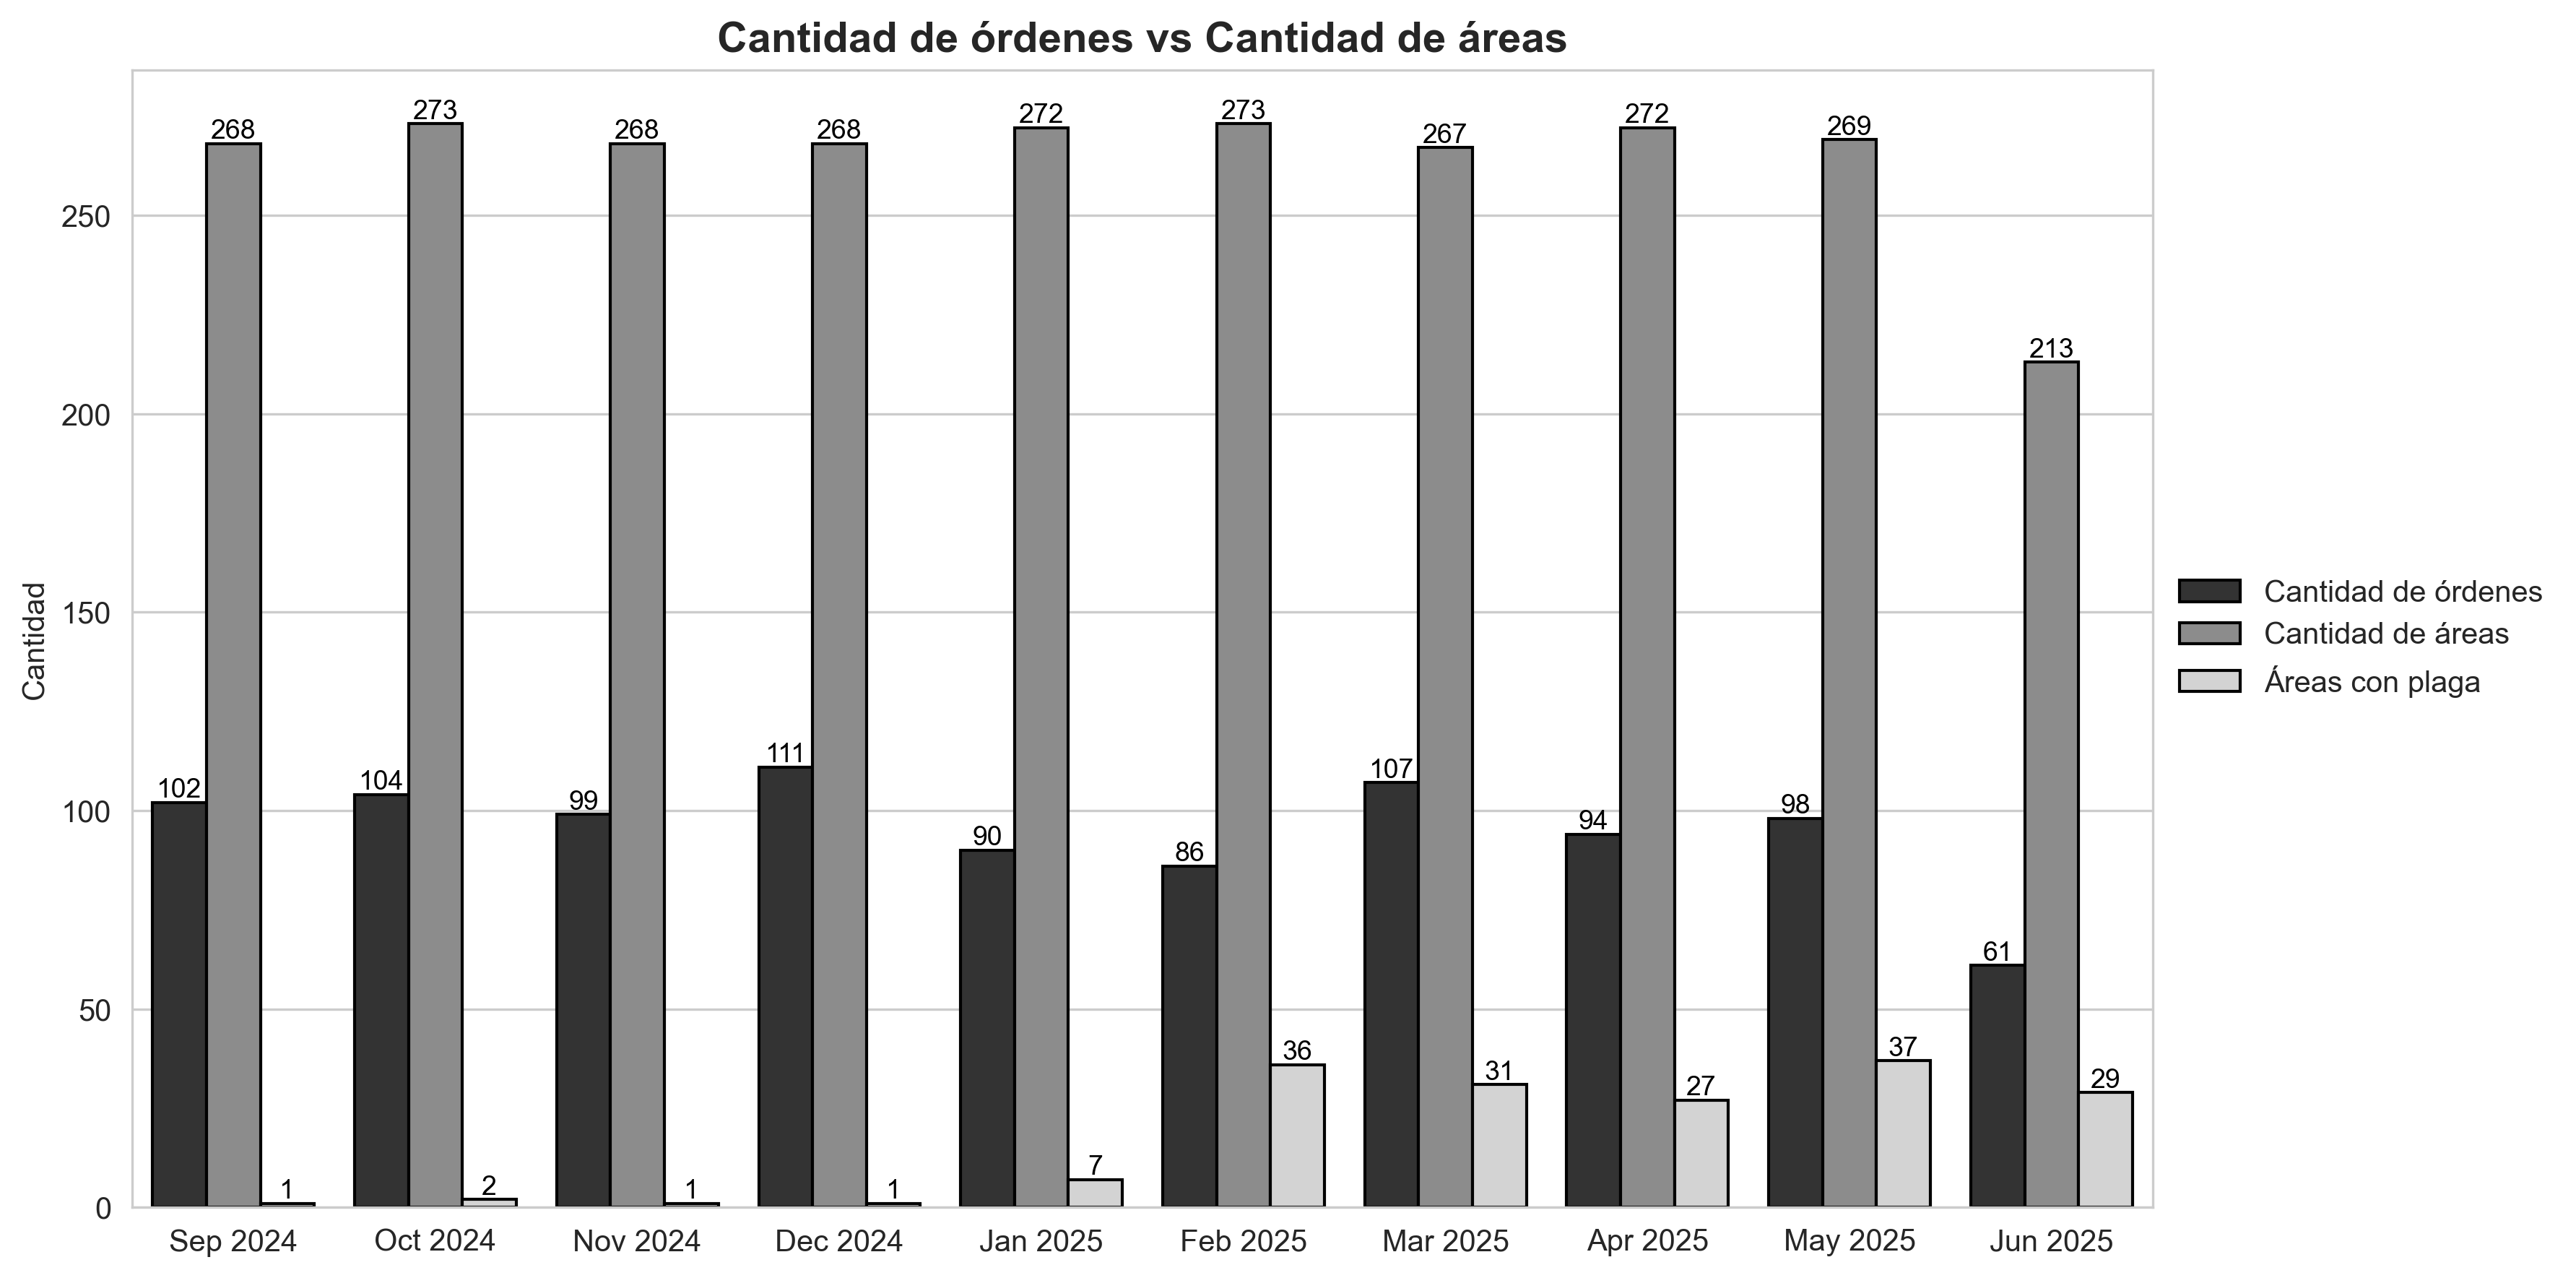 Cantidad de órdenes vs Cantidad de áreas
Cantidad
250
200
150
100
50
0
102
268
1
104
273
2
99
268
1
111
268
1
90
272
7
86
273
36
107
267
31
94
272
27
98
269
37
61
213
29
Sep 2024
Oct 2024
Nov 2024
Dec 2024
Jan 2025
Feb 2025
Mar 2025
Apr 2025
May 2025
Jun 2025
Cantidad de órdenes
Cantidad de áreas
Áreas con plaga